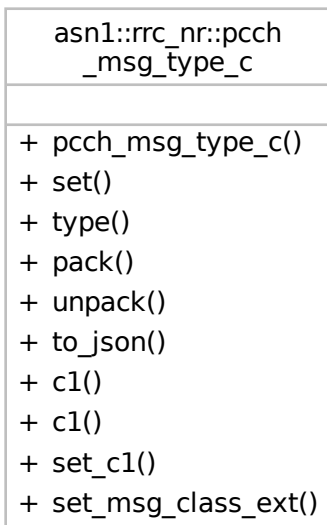 asn1::rrc_nr::pcch
_msg_type_c
+ pcch_msg_type_c()
+ set()
+ type()
+ pack()
+ unpack()
+ to_json()
+ c1()
+ c1()
+ set_c1()
+ set_msg_class_ext()